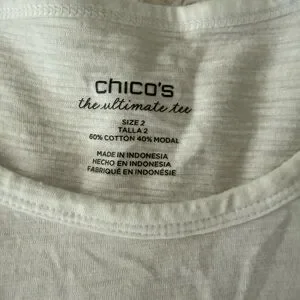 chico's
the ultimate tee
SIZE 2
TALLA 2
60% COTTON 40% MODAL
MADE IN INDONESIA
HECHO EN INDONESIA
FABRIQUÉ EN INDONÉSIE